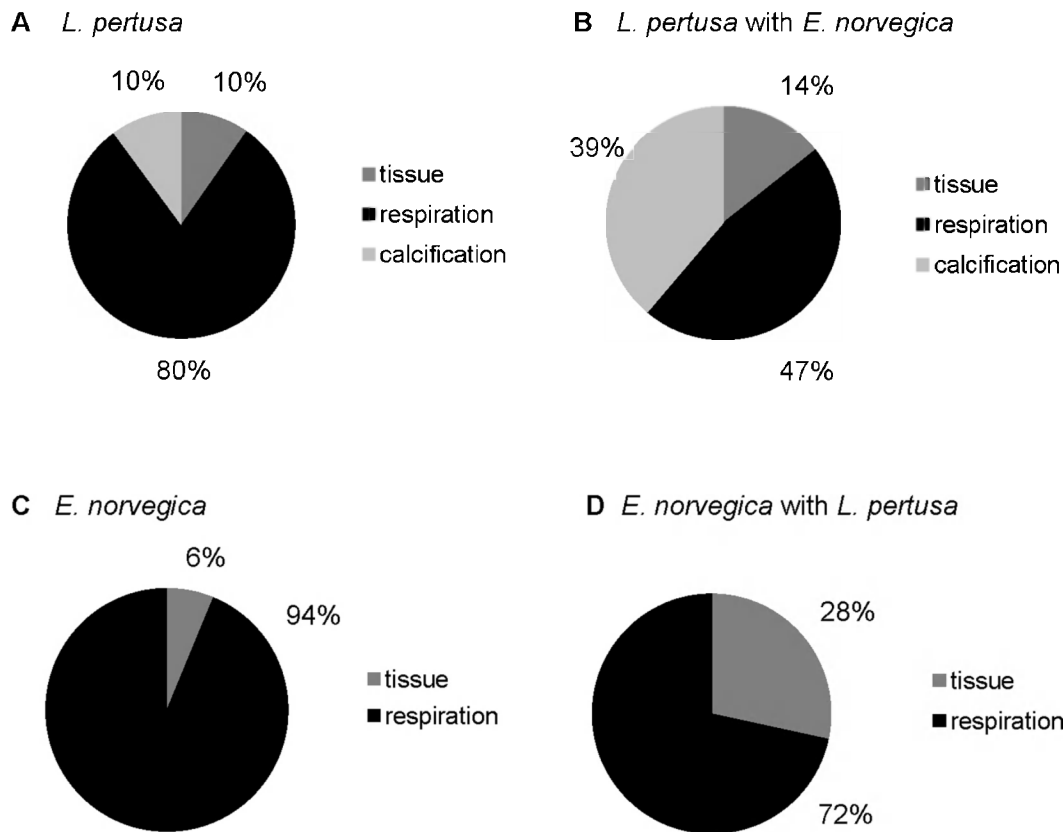 A L. pertusa
10% 10%
80%
tissue
respiration
calcification
B L. pertusa with E. norvegica
14%
39%
47%
tissue
respiration
calcification
C E. norvegica
6%
94%
tissue
respiration
D E. norvegica with L. pertusa
28%
72%
tissue
respiration